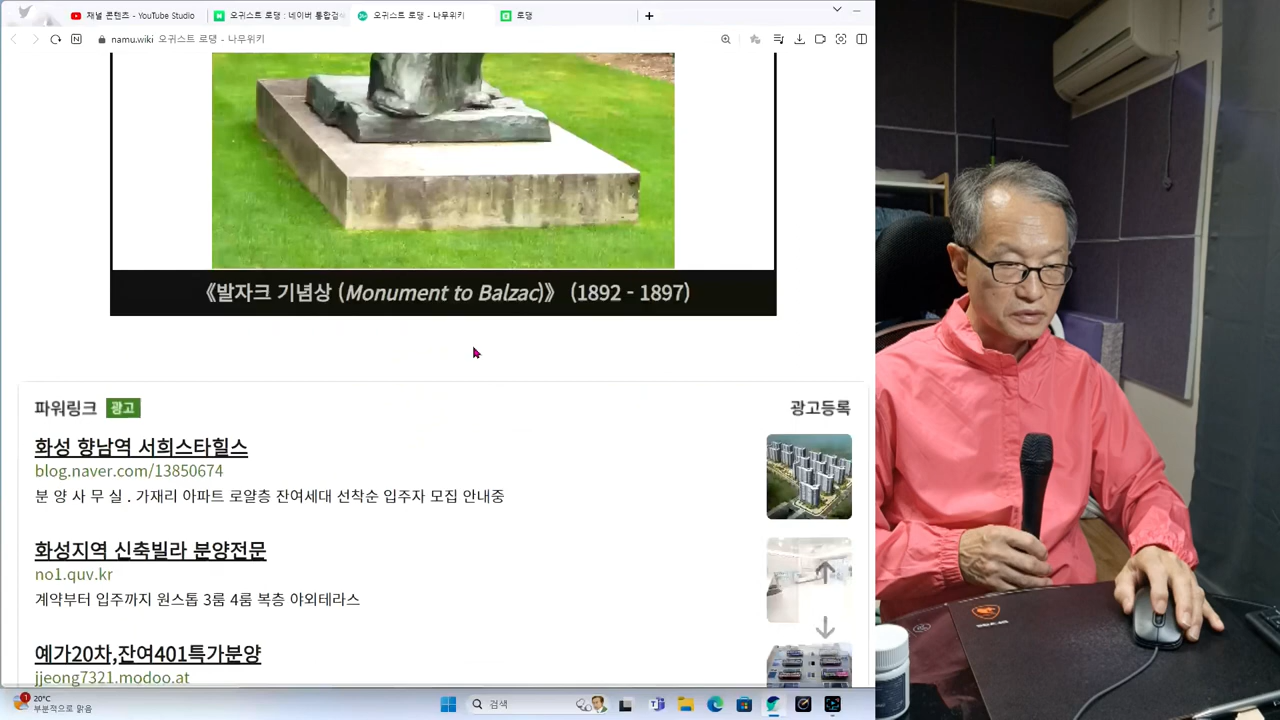 재널 콘텐츠 - YouTube Studio
오귀스트 로댕 : 네이버 통합검색
오귀스트 로댕 - 나무위키
로댕
namu.wiki 오귀스트 로댕 - 나무위키
《발자크 기념상 (Monument to Balzac)》 (1892 - 1897)
파워링크 광고
광고등록
화성 향남역 서희스타힐스
blog.naver.com/13850674
분 양 사 무 실 . 가재리 아파트 로얄층 잔여세대 선착순 입주자 모집 안내중
화성지역 신축빌라 분양전문
no1.quv.kr
계약부터 입주까지 원스톱 3룸 4룸 복층 야외테라스
예가20차,잔여401특가분양
jjeong7321.modoo.at
1
20°C
부분적으로 맑음
검색